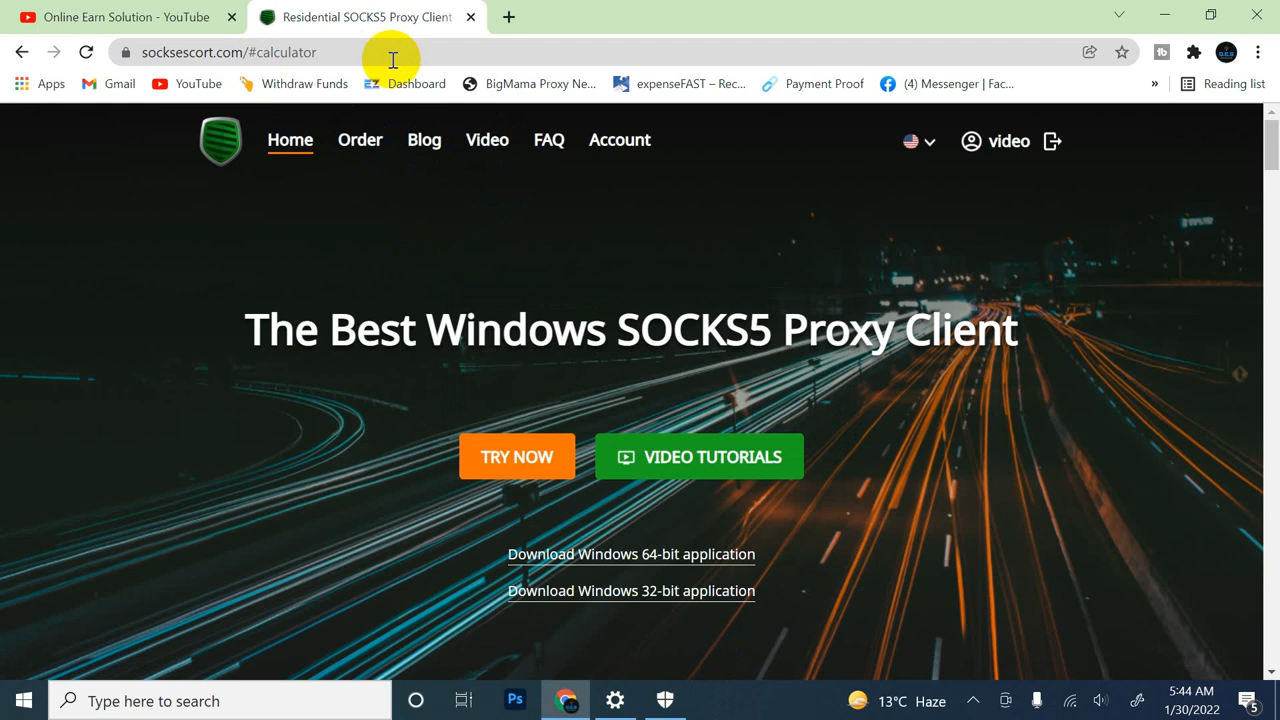 Online Earn Solution - YouTube
Residential SOCKS5 Proxy Client
socksescort.com/#calculator
Apps
Gmail
YouTube
Withdraw Funds
Dashboard
BigMama Proxy Ne...
expenseFAST – Rec...
Payment Proof
(4) Messenger | Fac...
»
Reading list
Home
Order
Blog
Video
FAQ
Account
video
The Best Windows SOCKS5 Proxy Client
TRY NOW
VIDEO TUTORIALS
Download Windows 64-bit application
Download Windows 32-bit application
Type here to search
Ps
13°C Haze
5:44 AM
1/30/2022
5